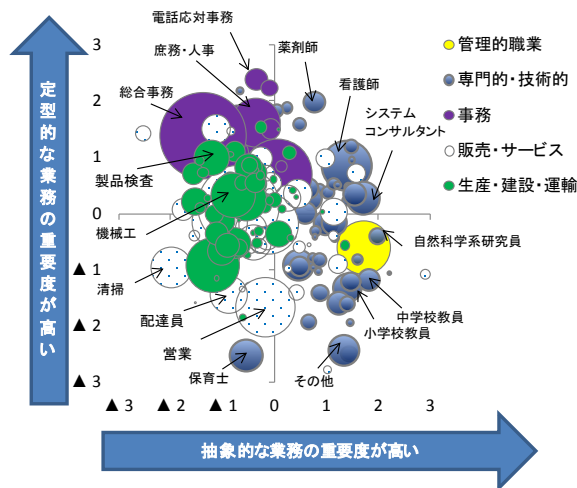 定型的な業務の重要度が高い
電話応対事務
庶務・人事
総合事務
薬剤師
看護師
システム
コンサルタント
製品検査
機械工
清掃
配達員
営業
保育士
その他
小学校教員
中学校教員
自然科学系研究員
管理的職業
専門的・技術的
事務
販売・サービス
生産・建設・運輸
3
2
1
0
▲ 1
▲ 2
▲ 3
▲ 3 ▲ 2 ▲ 1 0 1 2 3
抽象的な業務の重要度が高い